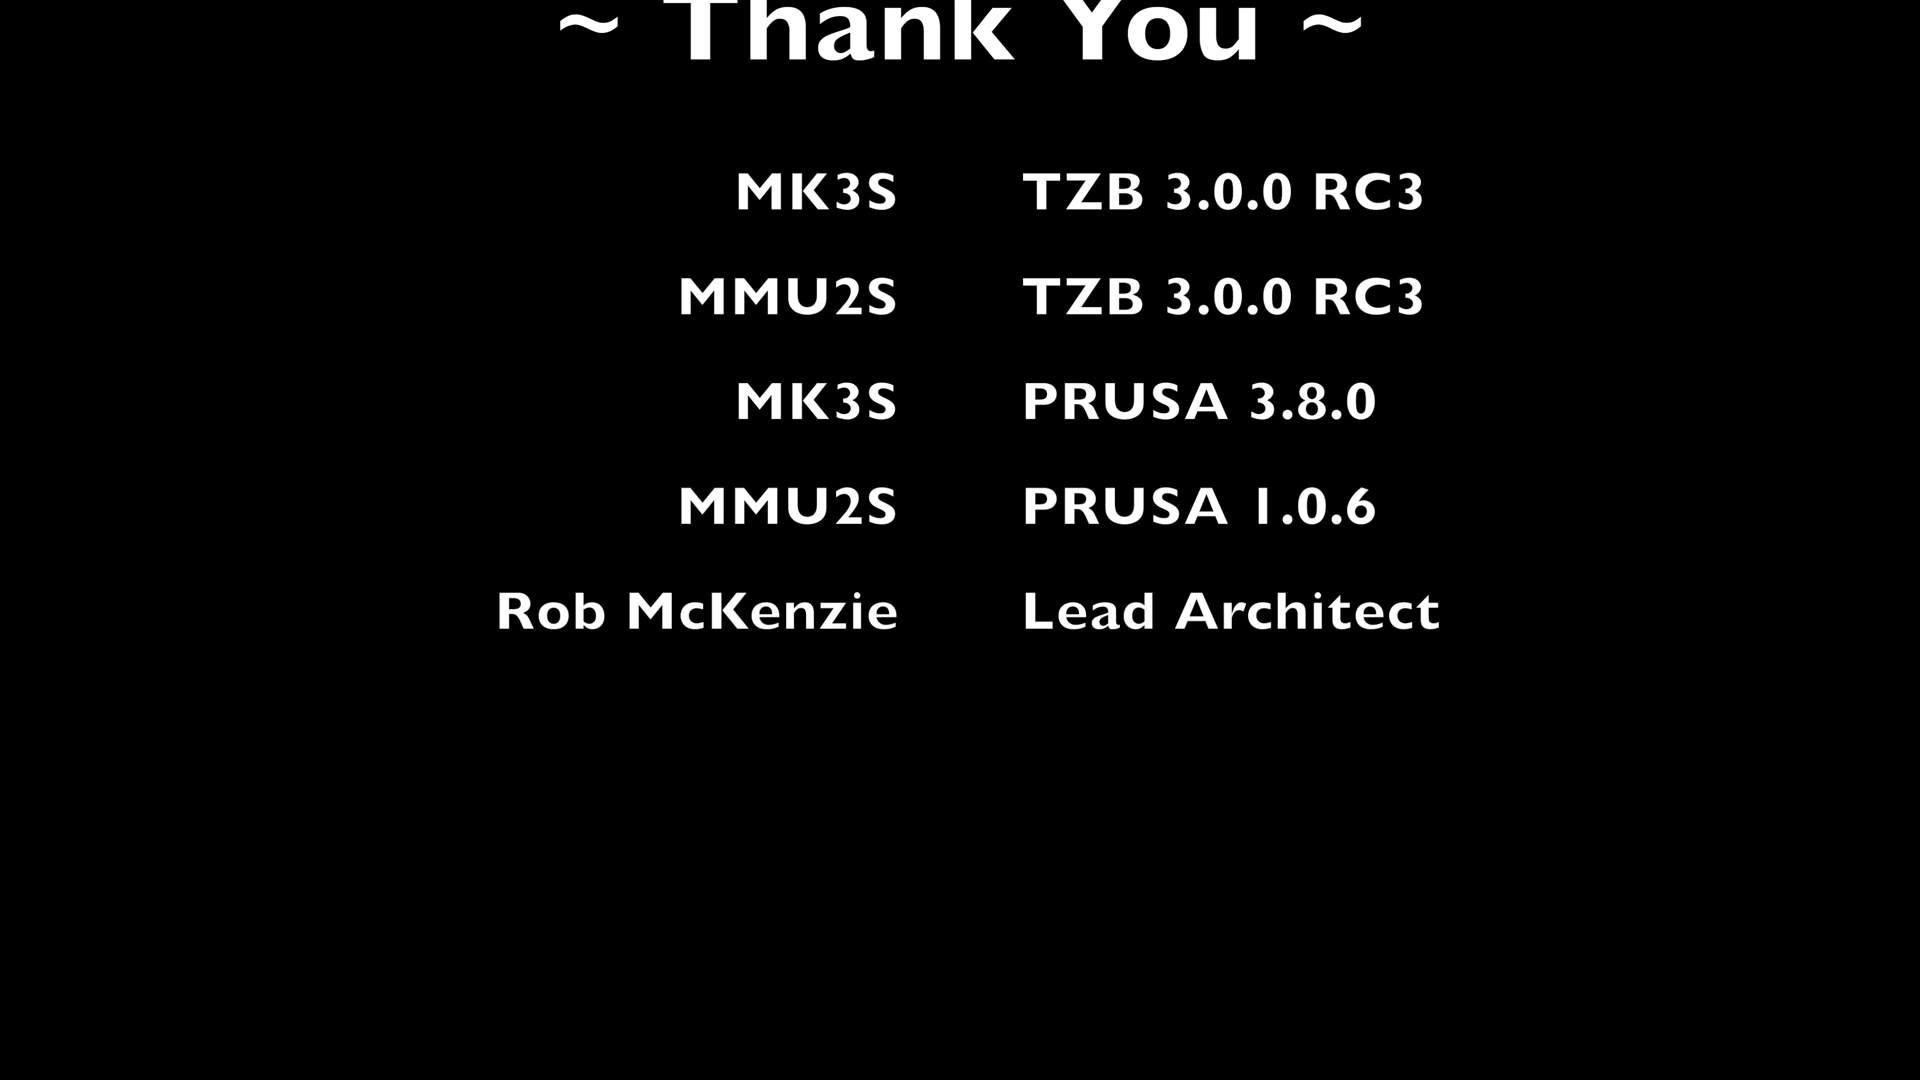 ~ Thank You ~
MK3S TZB 3.0.0 RC3
MMU2S TZB 3.0.0 RC3
MK3S PRUSA 3.8.0
MMU2S PRUSA 1.0.6
Rob McKenzie Lead Architect